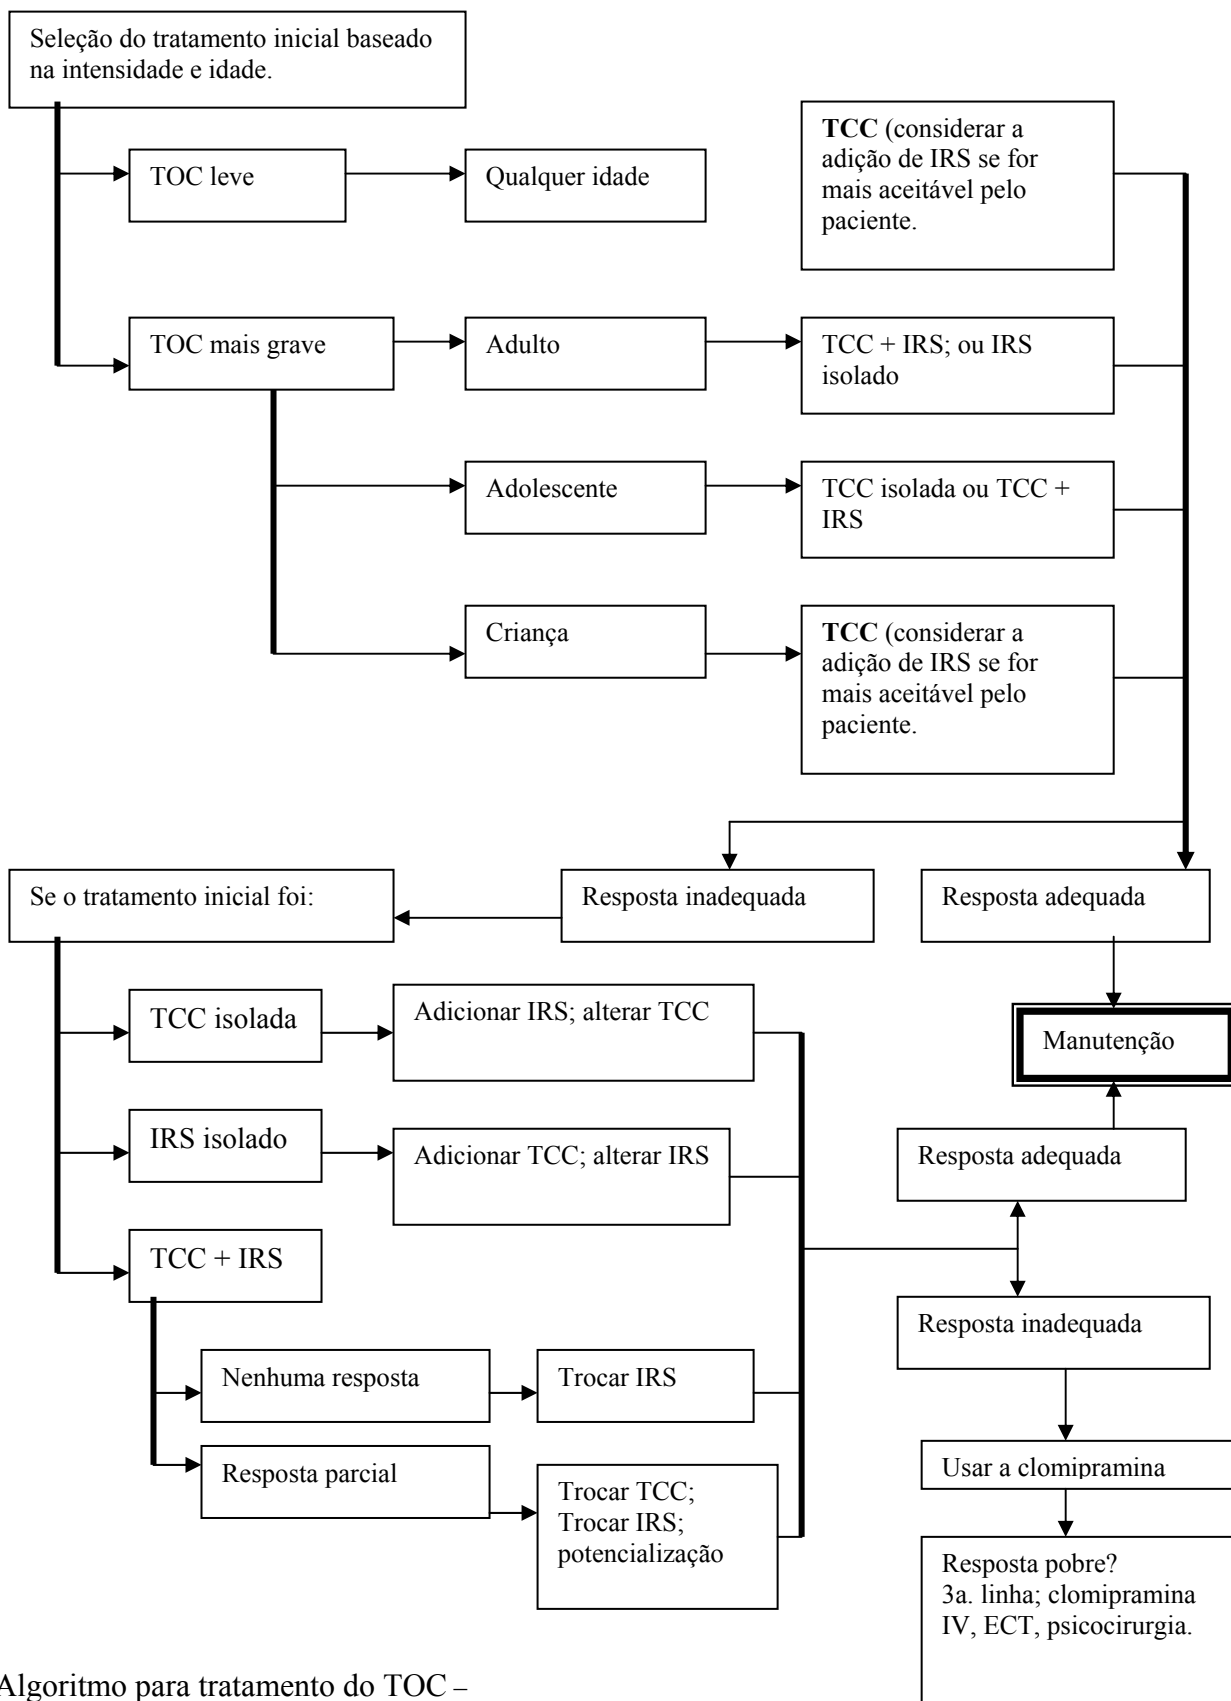 Seleção do tratamento inicial baseado
na intensidade e idade.
TOC leve
Qualquer idade
TCC (considerar a
adição de IRS se for
mais aceitável pelo
paciente.
TOC mais grave
Adulto
TCC + IRS; ou IRS
isolado
Adolescente
TCC isolada ou TCC +
IRS
Criança
TCC (considerar a
adição de IRS se for
mais aceitável pelo
paciente.
Se o tratamento inicial foi:
Resposta inadequada
Resposta adequada
TCC isolada
Adicionar IRS; alterar TCC
Manutenção
IRS isolado
Adicionar TCC; alterar IRS
Resposta adequada
TCC + IRS
Resposta inadequada
Nenhuma resposta
Trocar IRS
Resposta parcial
Trocar TCC;
Trocar IRS;
potencialização
Usar a clomipramina
Resposta pobre?
3a. linha; clomipramina
IV, ECT, psicocirurgia.
Algoritmo para tratamento do TOC –